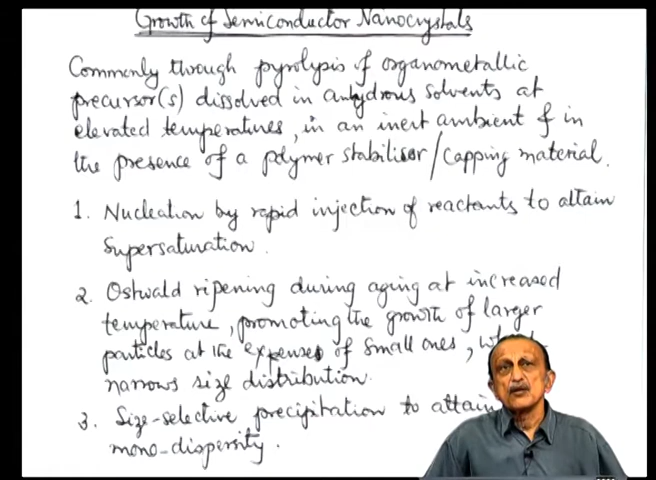 Growth of Semiconductor Nanocrystals
Commonly through pyrolysis of organometallic
precursor(s) dissolved in anhydrous solvents at
elevated temperatures, in an inert ambient & in
the presence of a polymer stabiliser/capping material.
1. Nucleation by rapid injection of reactants to attain
supersaturation.
2. Ostwald ripening during aging at increased
temperature, promoting the growth of larger
particles at the expense of small ones,
narrows size distribution.
3. Size-selective precipitation to attain
mono-dispersity.